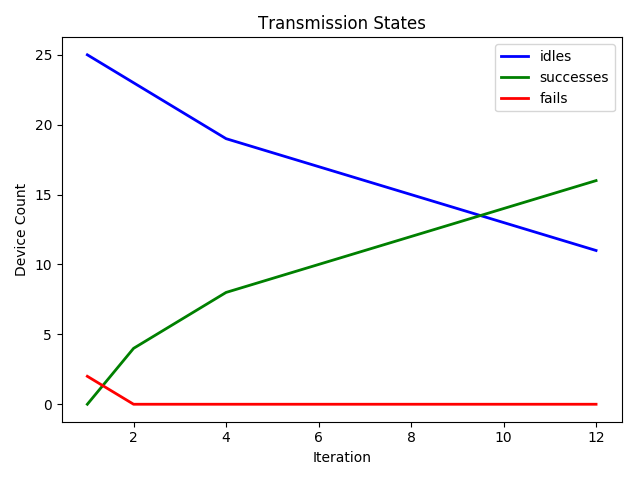 Transmission States
idles
successes
fails
25
20
15
10
5
0
Device Count
2 4 6 8 10 12
Iteration